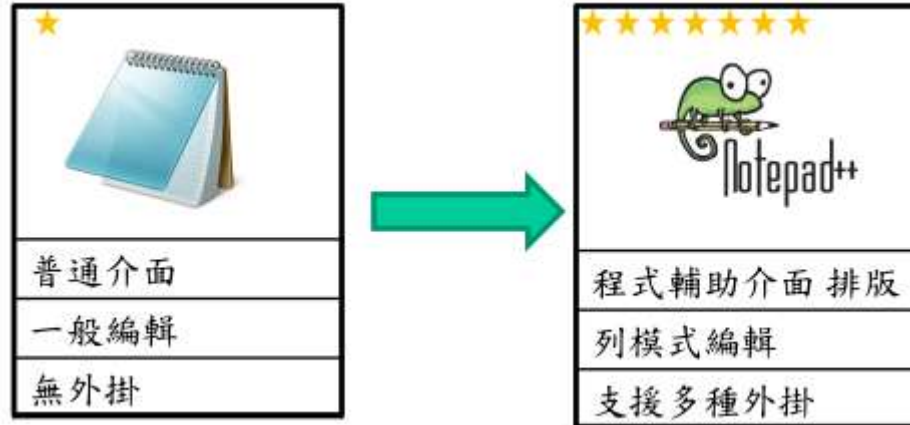 普通介面
一般編輯
無外掛
Notepad++
程式輔助介面 排版
列模式編輯
支援多種外掛